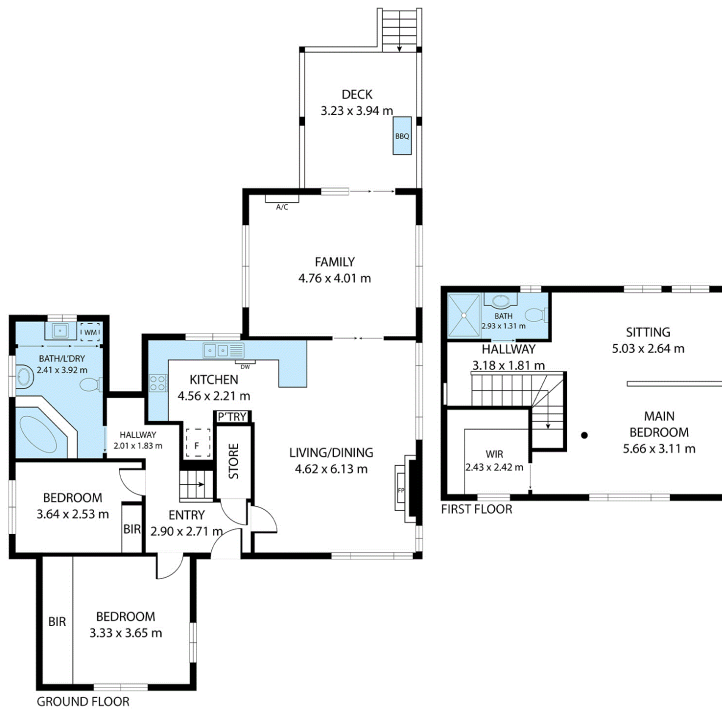 DECK
3.23 x 3.94 m
BBQ
A/C
FAMILY
4.76 x 4.01 m
WM
BATH/L'DRY
2.41 x 3.92 m
KITCHEN
4.56 x 2.21 m
DW
P'TRY
F
STORE
HALLWAY
2.01 x 1.83 m
LIVING/DINING
4.62 x 6.13 m
FP
BEDROOM
3.64 x 2.53 m
BIR
ENTRY
2.90 x 2.71 m
BIR
BEDROOM
3.33 x 3.65 m
GROUND FLOOR
BATH
2.93 x 1.31 m
HALLWAY
3.18 x 1.81 m
SITTING
5.03 x 2.64 m
MAIN
BEDROOM
5.66 x 3.11 m
WIR
2.43 x 2.42 m
FIRST FLOOR